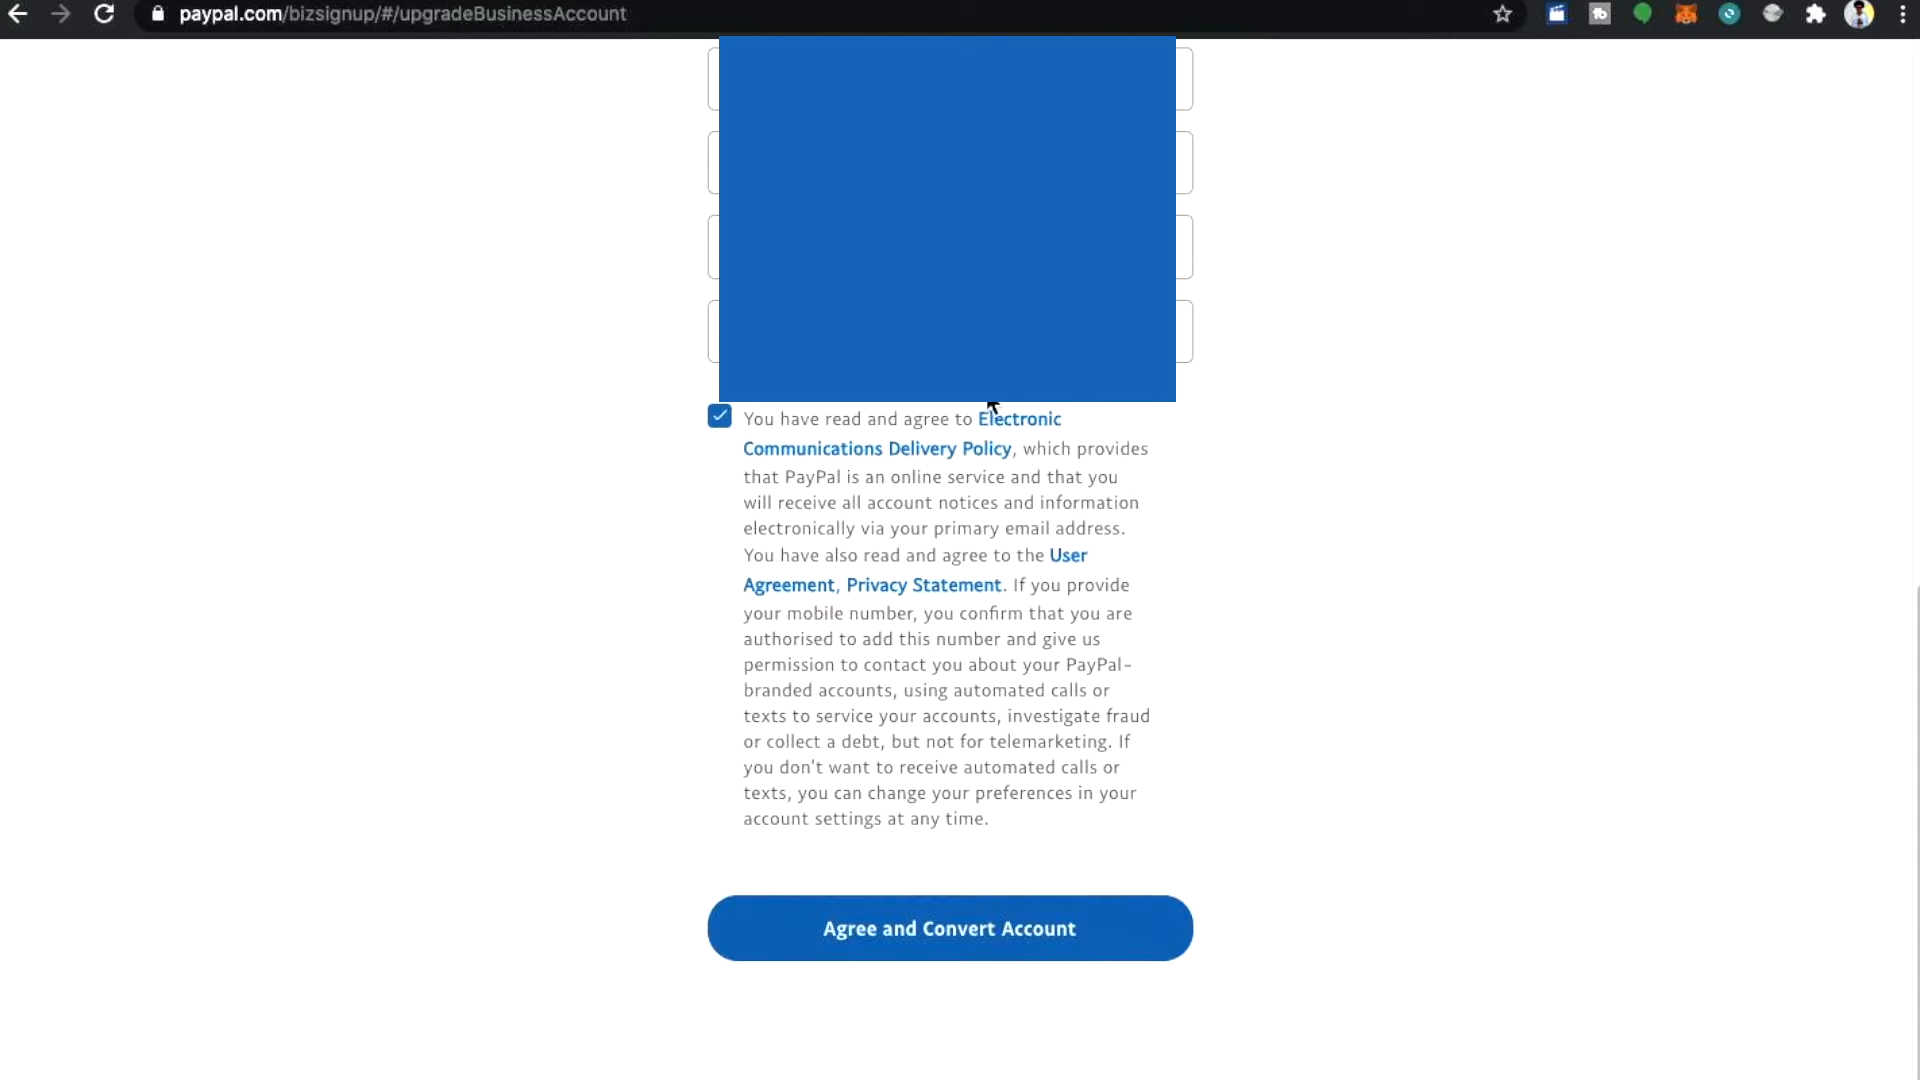 paypal.com/bizsignup/#/upgradeBusinessAccount
tb
You have read and agree to Electronic
Communications Delivery Policy, which provides
that PayPal is an online service and that you
will receive all account notices and information
electronically via your primary email address.
You have also read and agree to the User
Agreement, Privacy Statement. If you provide
your mobile number, you confirm that you are
authorised to add this number and give us
permission to contact you about your PayPal-
branded accounts, using automated calls or
texts to service your accounts, investigate fraud
or collect a debt, but not for telemarketing. If
you don't want to receive automated calls or
texts, you can change your preferences in your
account settings at any time.
Agree and Convert Account